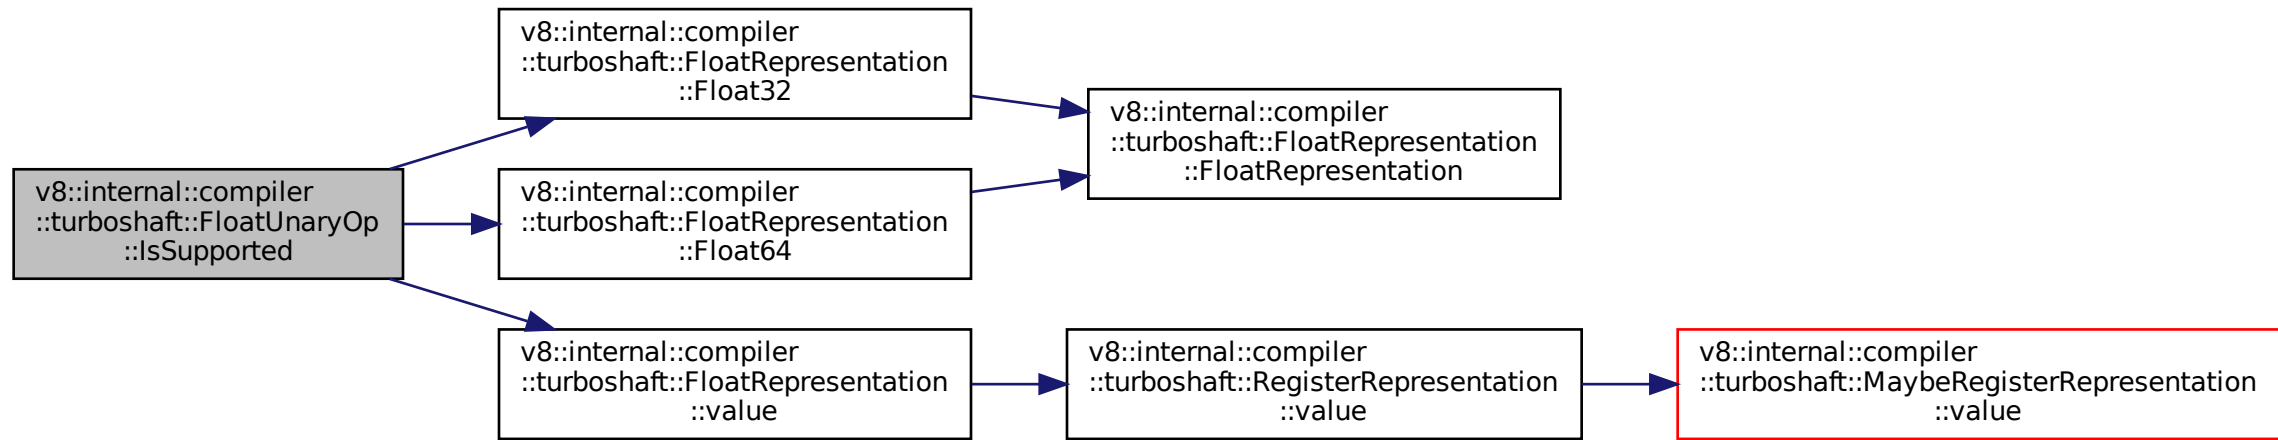 v8::internal::compiler
::turboshaft::FloatUnaryOp
::IsSupported
v8::internal::compiler
::turboshaft::FloatRepresentation
::Float32
v8::internal::compiler
::turboshaft::FloatRepresentation
::Float64
v8::internal::compiler
::turboshaft::FloatRepresentation
::value
v8::internal::compiler
::turboshaft::FloatRepresentation
::FloatRepresentation
v8::internal::compiler
::turboshaft::RegisterRepresentation
::value
v8::internal::compiler
::turboshaft::MaybeRegisterRepresentation
::value